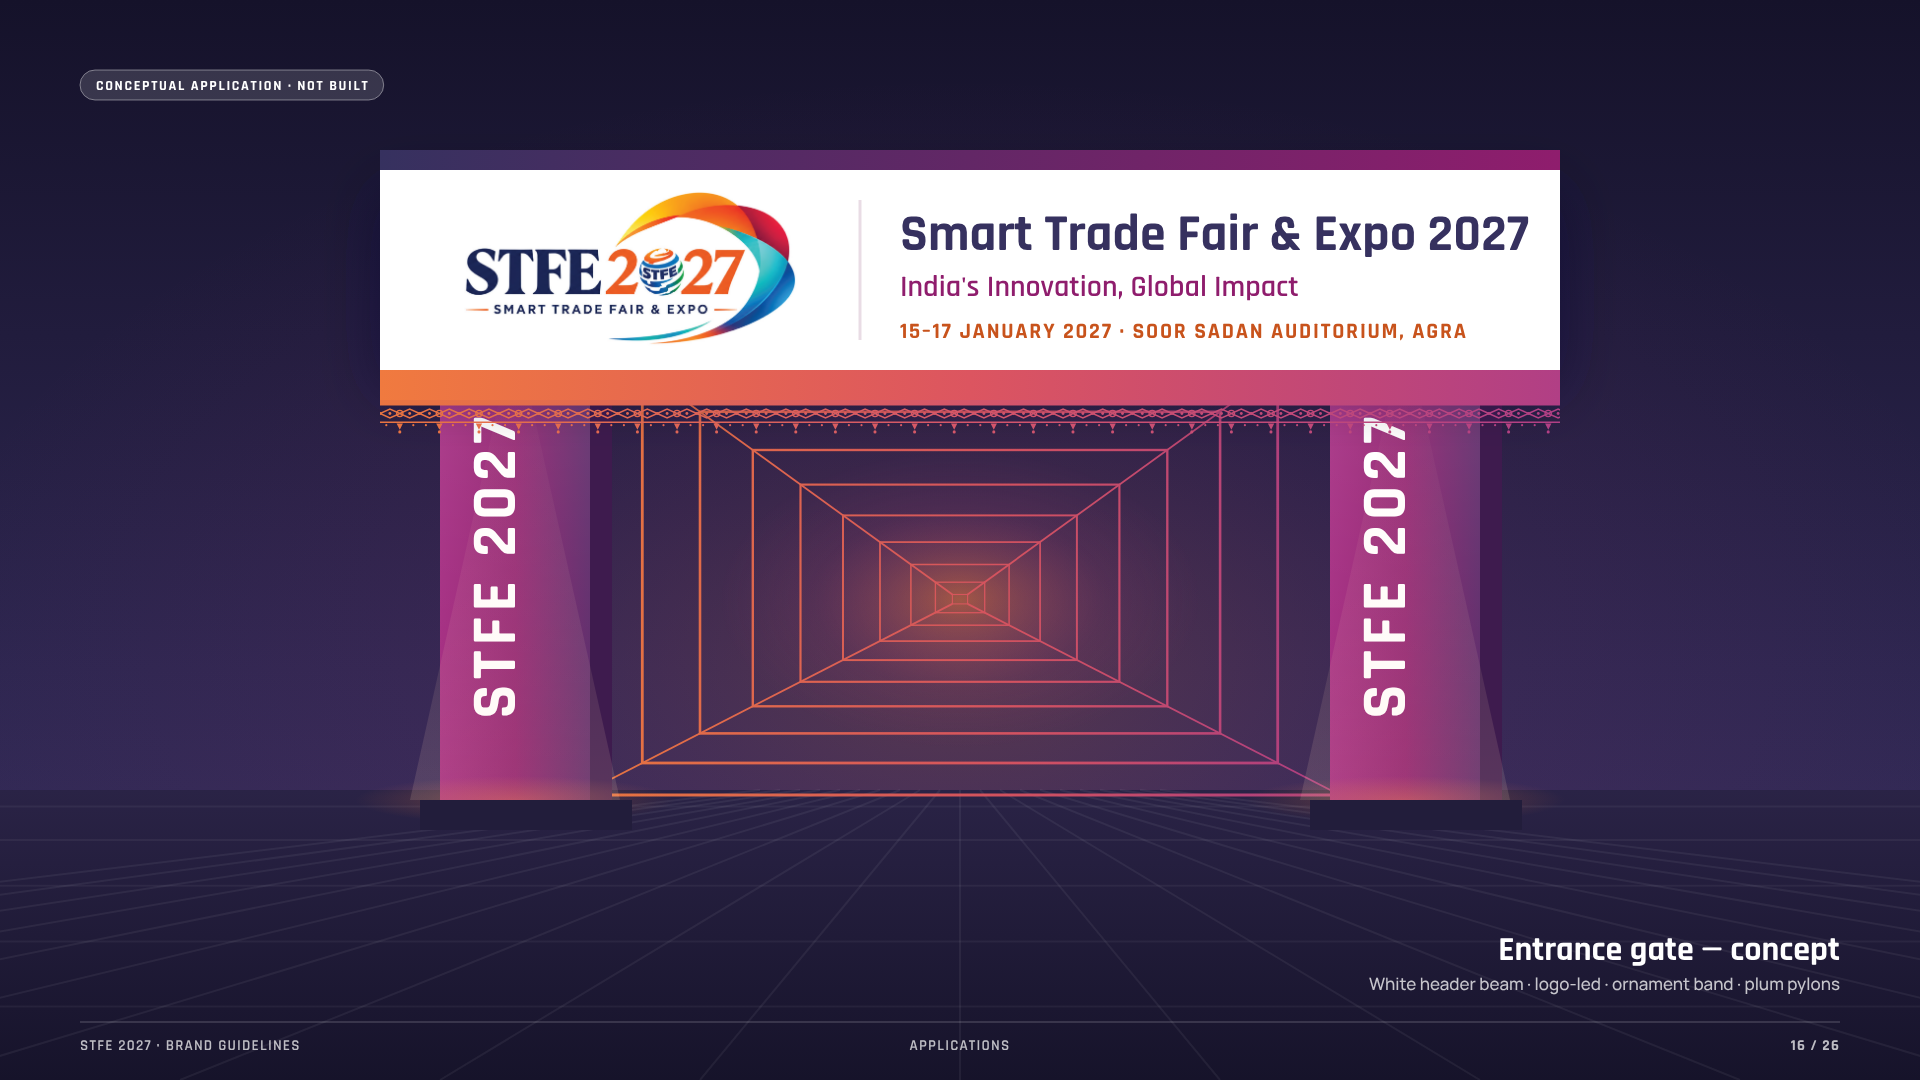 CONCEPTUAL APPLICATION · NOT BUILT
STFE 2027
STFE
SMART TRADE FAIR & EXPO
Smart Trade Fair & Expo 2027
India's Innovation, Global Impact
15–17 JANUARY 2027 · SOOR SADAN AUDITORIUM, AGRA
STFE 2027
STFE 2027
Entrance gate — concept
White header beam · logo-led · ornament band · plum pylons
STFE 2027 · BRAND GUIDELINES
APPLICATIONS
16 / 26